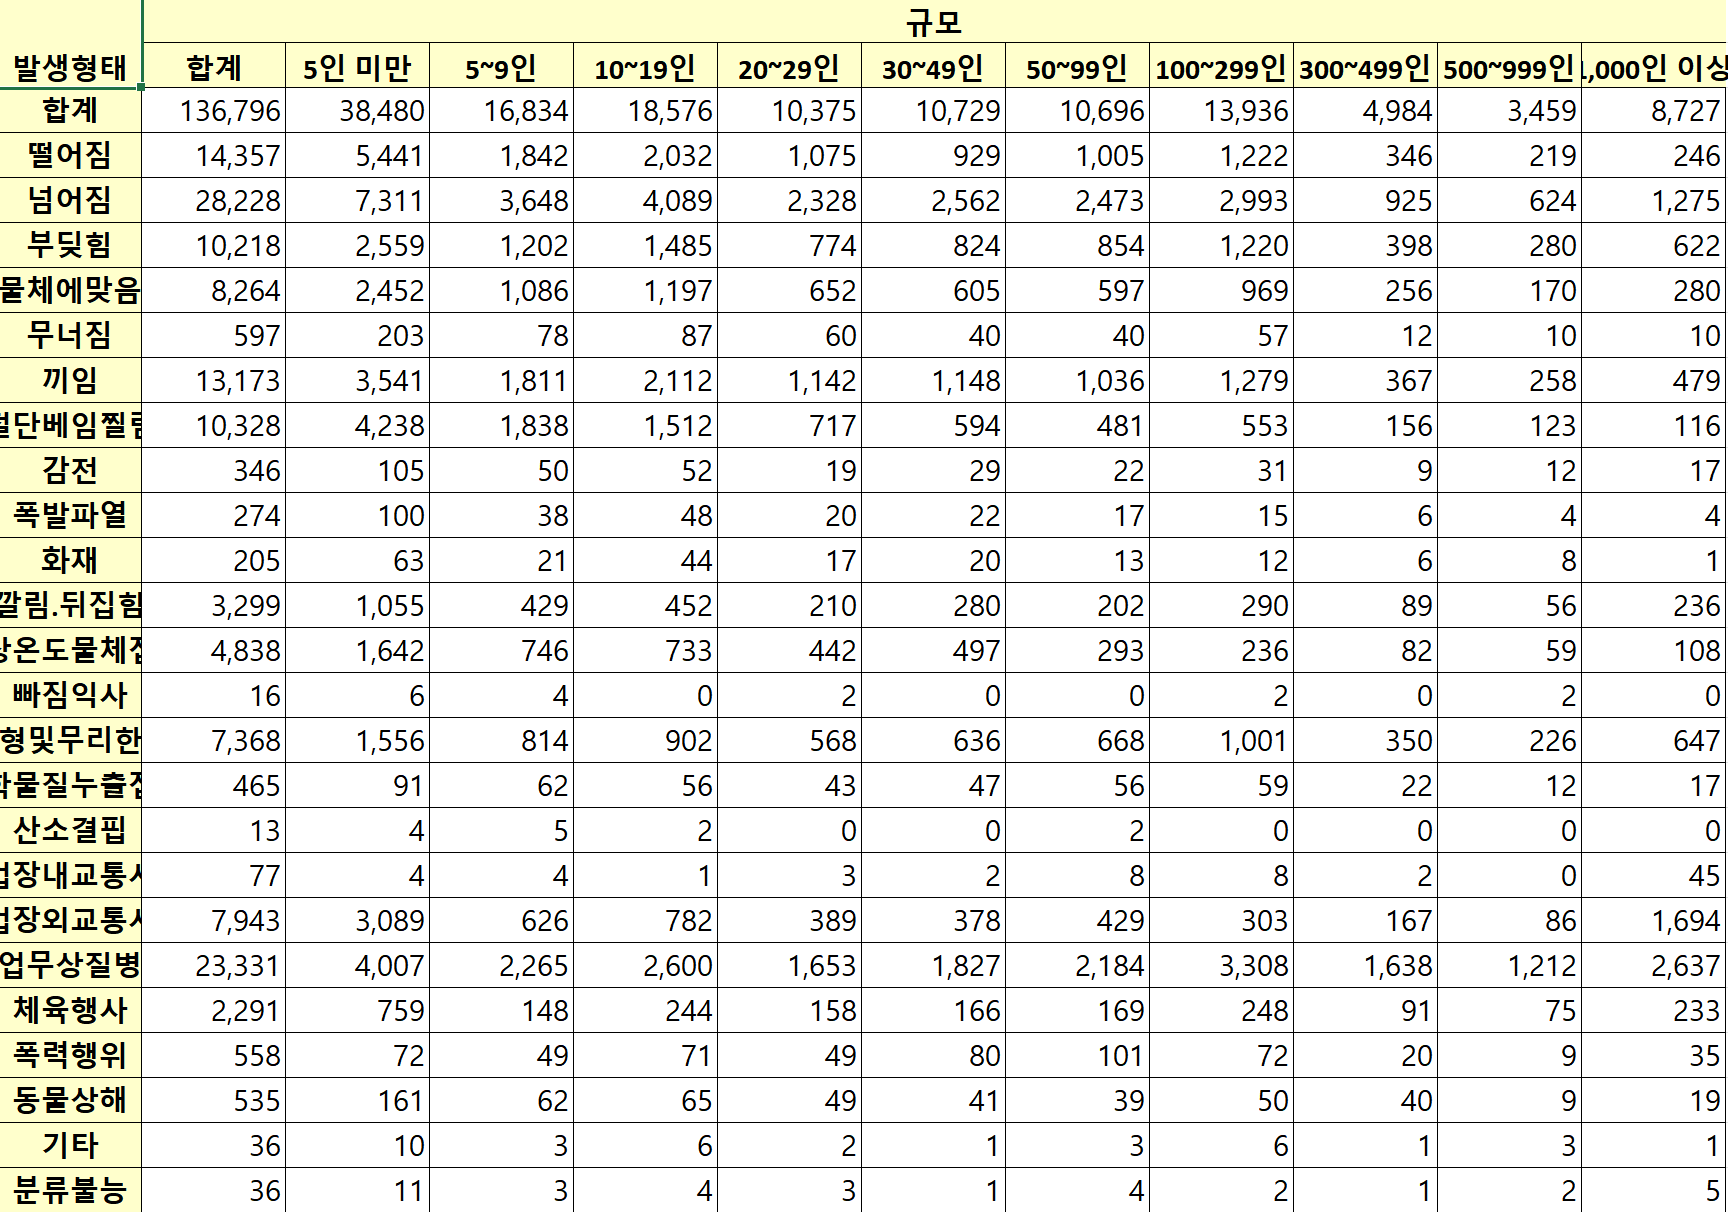 규모
발생형태 합계 5인 미만 5~9인 10~19인 20~29인 30~49인 50~99인 100~299인 300~499인 500~999인 1,000인 이상
합계 136,796 38,480 16,834 18,576 10,375 10,729 10,696 13,936 4,984 3,459 8,727
떨어짐 14,357 5,441 1,842 2,032 1,075 929 1,005 1,222 346 219 246
넘어짐 28,228 7,311 3,648 4,089 2,328 2,562 2,473 2,993 925 624 1,275
부딪힘 10,218 2,559 1,202 1,485 774 824 854 1,220 398 280 622
물체에맞음 8,264 2,452 1,086 1,197 652 605 597 969 256 170 280
무너짐 597 203 78 87 60 40 40 57 12 10 10
끼임 13,173 3,541 1,811 2,112 1,142 1,148 1,036 1,279 367 258 479
절단베임찔림 10,328 4,238 1,838 1,512 717 594 481 553 156 123 116
감전 346 105 50 52 19 29 22 31 9 12 17
폭발파열 274 100 38 48 20 22 17 15 6 4 4
화재 205 63 21 44 17 20 13 12 6 8 1
깔림.뒤집힘 3,299 1,055 429 452 210 280 202 290 89 56 236
상온도물체접 4,838 1,642 746 733 442 497 293 236 82 59 108
빠짐익사 16 6 4 0 2 0 0 2 0 2 0
형및무리한 7,368 1,556 814 902 568 636 668 1,001 350 226 647
학물질누출접 465 91 62 56 43 47 56 59 22 12 17
산소결핍 13 4 5 2 0 0 2 0 0 0 0
업장내교통사 77 4 4 1 3 2 8 8 2 0 45
업장외교통사 7,943 3,089 626 782 389 378 429 303 167 86 1,694
업무상질병 23,331 4,007 2,265 2,600 1,653 1,827 2,184 3,308 1,638 1,212 2,637
체육행사 2,291 759 148 244 158 166 169 248 91 75 233
폭력행위 558 72 49 71 49 80 101 72 20 9 35
동물상해 535 161 62 65 49 41 39 50 40 9 19
기타 36 10 3 6 2 1 3 6 1 3 1
분류불능 36 11 3 4 3 1 4 2 1 2 5